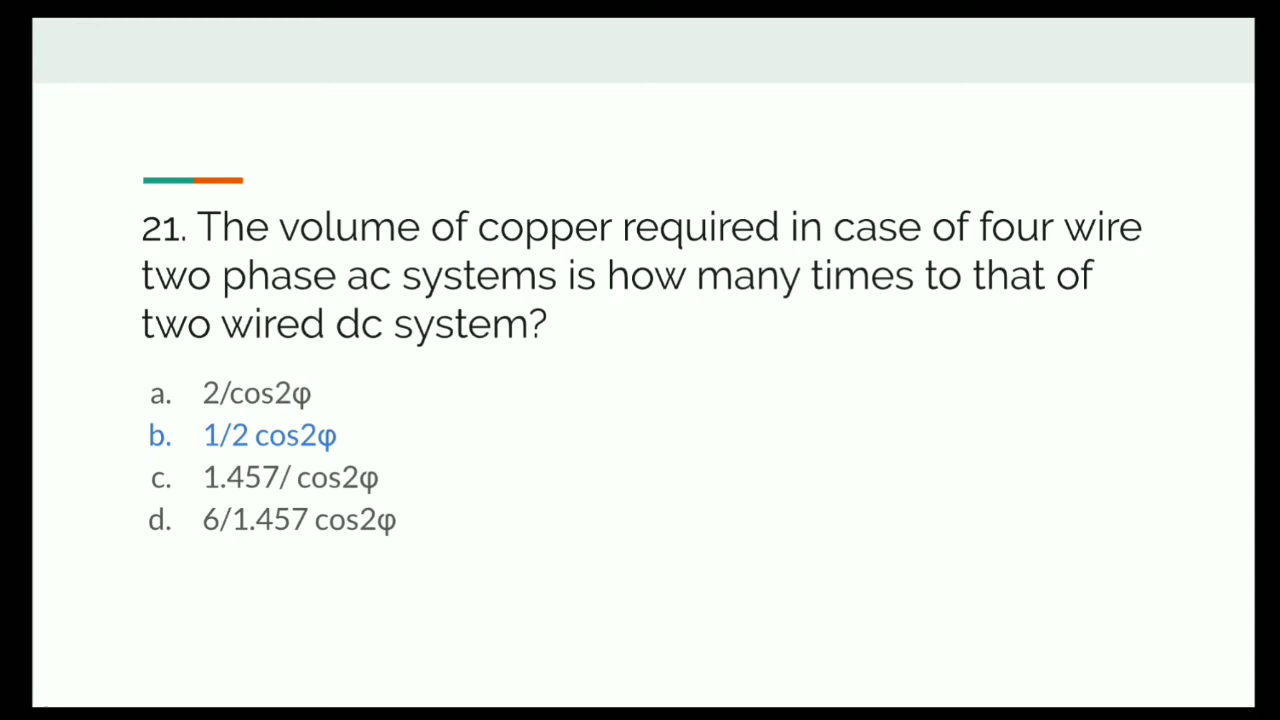 21. The volume of copper required in case of four wire
two phase ac systems is how many times to that of
two wired dc system?
a. 2/cos2φ
b. 1/2 cos2φ
c. 1.457/ cos2φ
d. 6/1.457 cos2φ